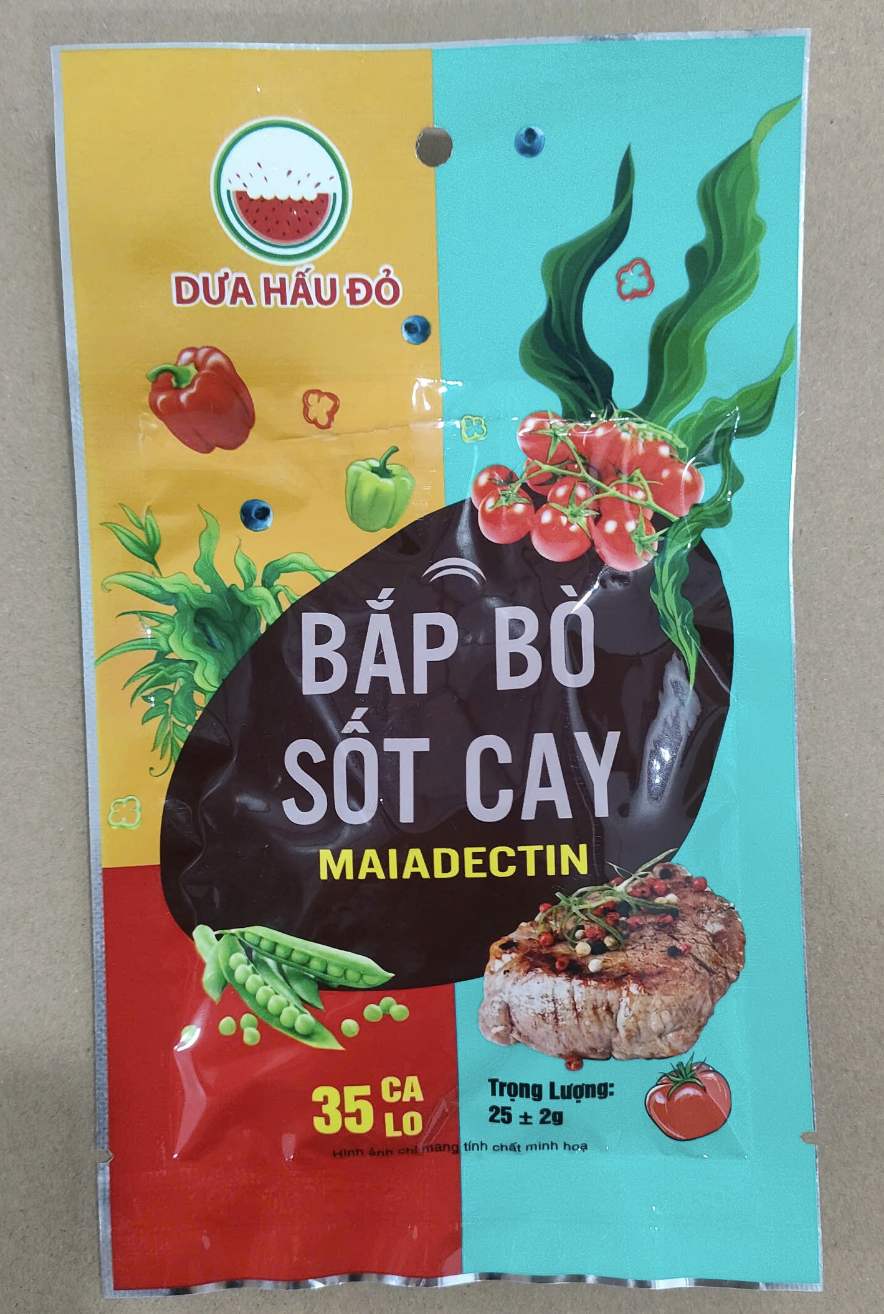 DƯA HẤU ĐỎ
BẮP BÒ
SỐT CAY
MAIADECTIN
35 CA
LO
Trọng Lượng:
25 ± 2g
Hình ảnh chỉ mang tính chất minh hoạ